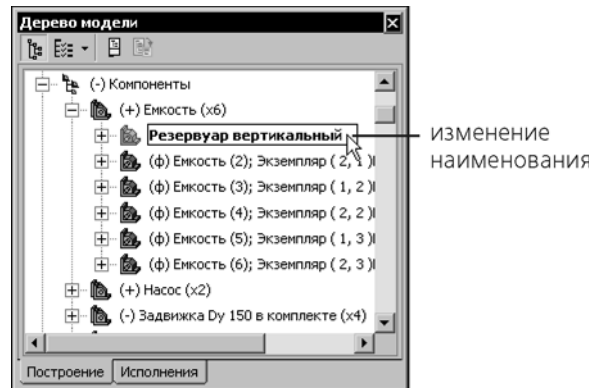 Дерево модели
(-) Компоненты
(+) Емкость (x6)
Резервуар вертикальный
изменение
наименования
(ф) Емкость (2); Экземпляр ( 2, 1 )
(ф) Емкость (3); Экземпляр ( 1, 2 )
(ф) Емкость (4); Экземпляр ( 2, 2 )
(ф) Емкость (5); Экземпляр ( 1, 3 )
(ф) Емкость (6); Экземпляр ( 2, 3 )
(+) Насос (x2)
(-) Задвижка Dy 150 в комплекте (x4)
Построение Исполнения